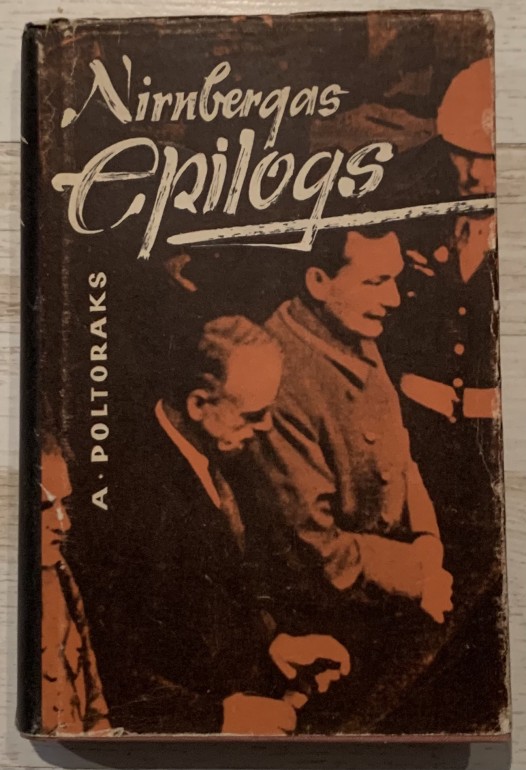 Nirnbergas
Epilogs
A. POLTORAKS